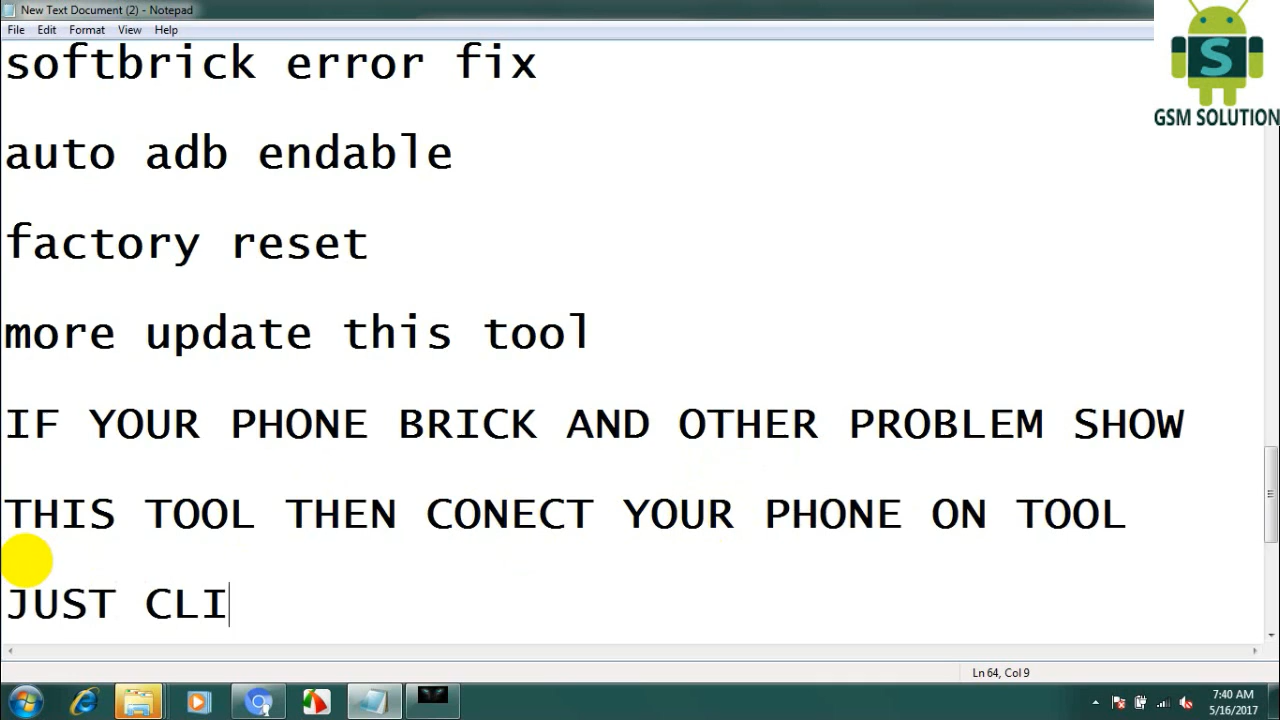 New Text Document (2) - Notepad
File Edit Format View Help
S
GSM SOLUTION
softbrick error fix
auto adb endable
factory reset
more update this tool
IF YOUR PHONE BRICK AND OTHER PROBLEM SHOW
THIS TOOL THEN CONECT YOUR PHONE ON TOOL
JUST CLI
Ln 64, Col 9
7:40 AM
5/16/2017